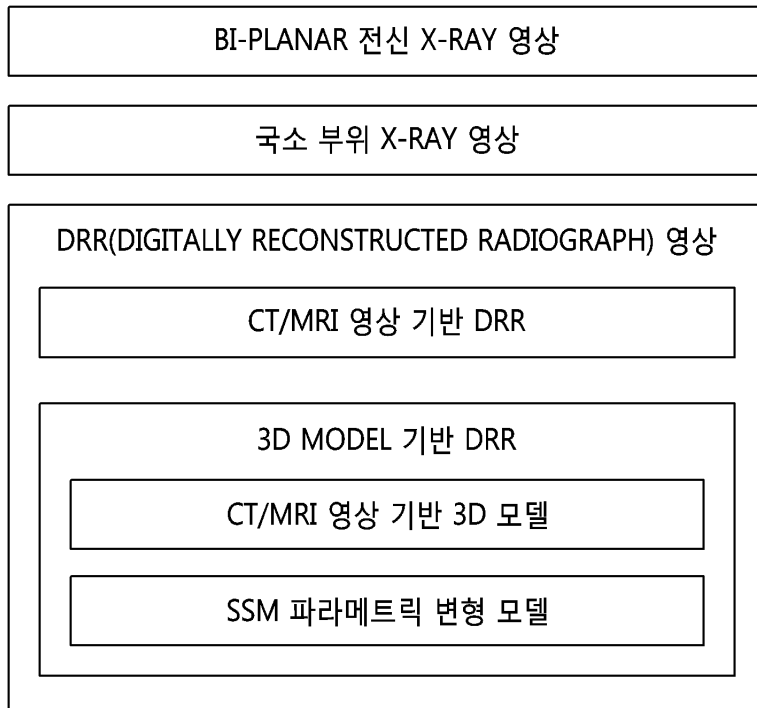 BI-PLANAR 전신 X-RAY 영상
국소 부위 X-RAY 영상
DRR(DIGITALLY RECONSTRUCTED RADIOGRAPH) 영상
CT/MRI 영상 기반 DRR
3D MODEL 기반 DRR
CT/MRI 영상 기반 3D 모델
SSM 파라메트릭 변형 모델